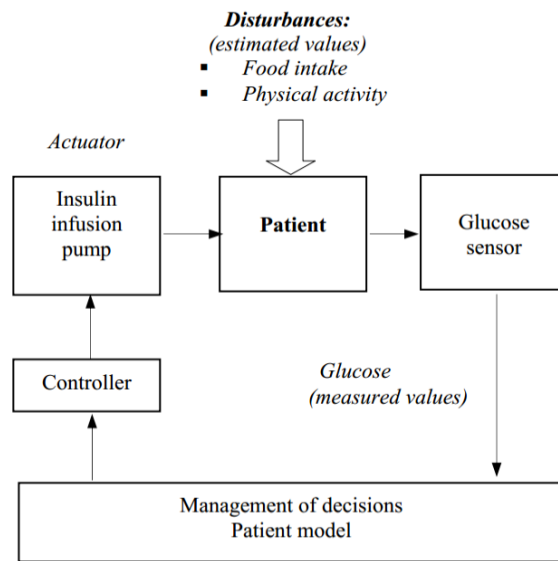 Disturbances:
(estimated values)
▪ Food intake
▪ Physical activity
Actuator
Insulin
infusion
pump
Patient
Glucose
sensor
Controller
Glucose
(measured values)
Management of decisions
Patient model